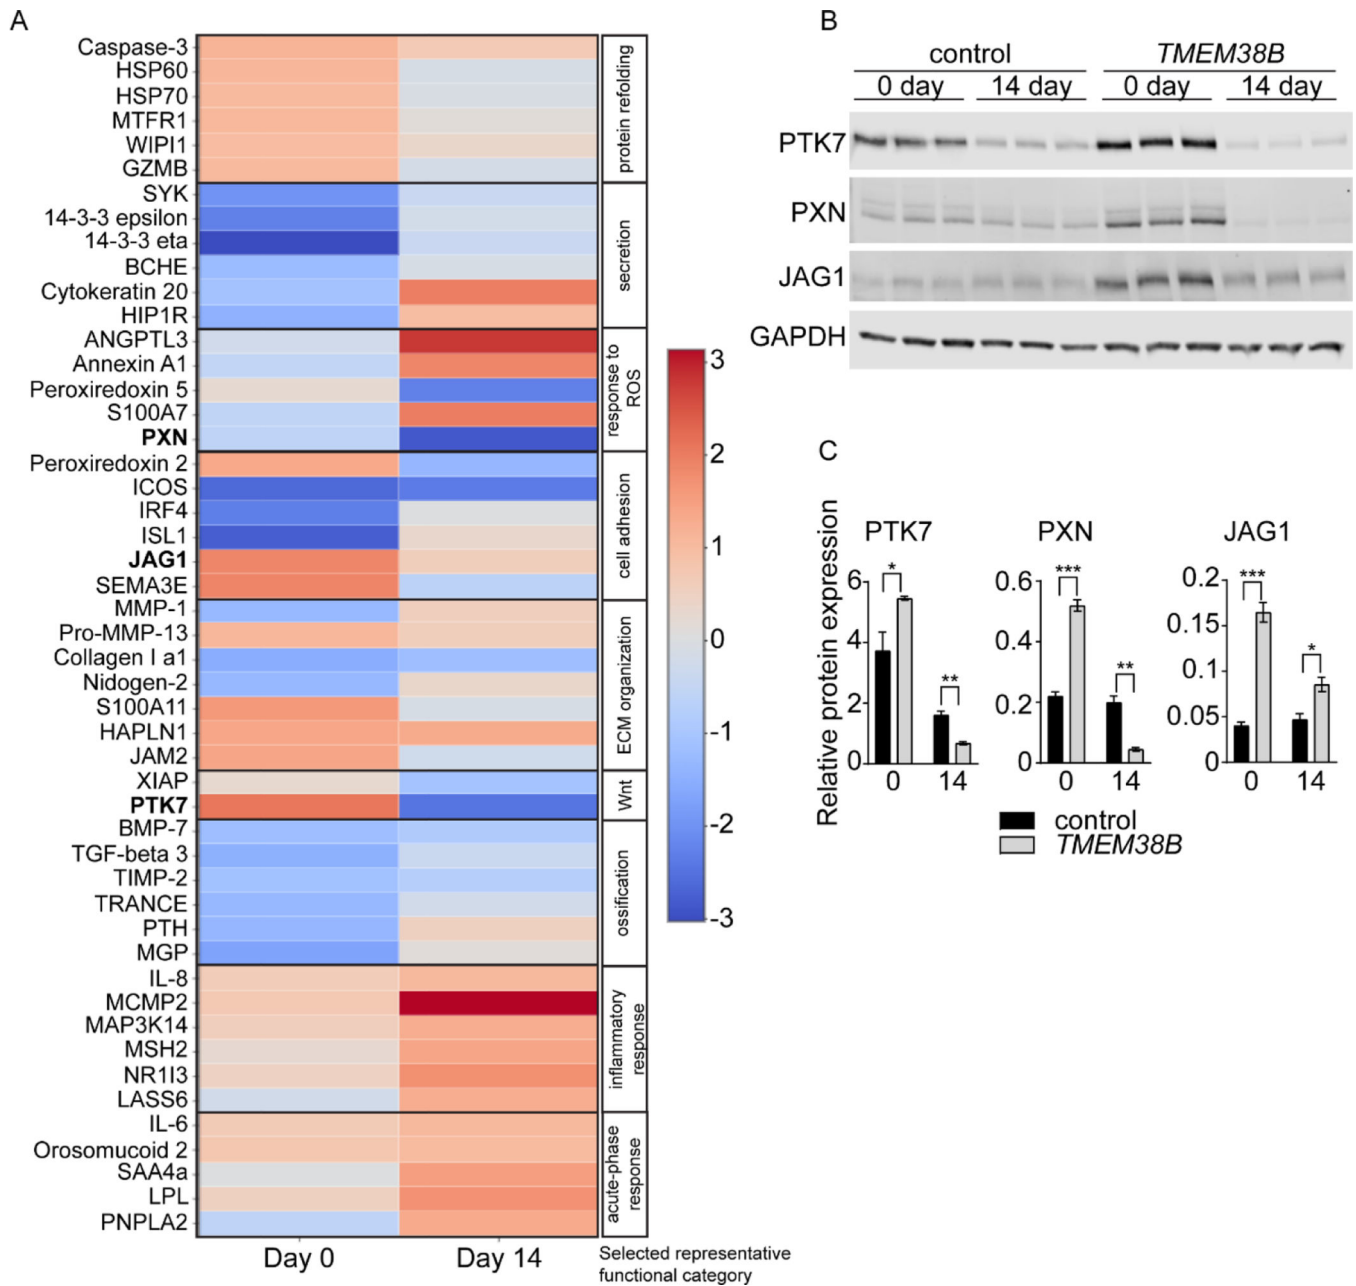 A
Caspase-3
HSP60
HSP70
MTFR1
WIPI1
GZMB
SYK
14-3-3 epsilon
14-3-3 eta
BCHE
Cytokeratin 20
HIP1R
ANGPTL3
Annexin A1
Peroxiredoxin 5
S100A7
PXN
Peroxiredoxin 2
ICOS
IRF4
ISL1
JAG1
SEMA3E
MMP-1
Pro-MMP-13
Collagen I a1
Nidogen-2
S100A11
HAPLN1
JAM2
XIAP
PTK7
BMP-7
TGF-beta 3
TIMP-2
TRANCE
PTH
MGP
IL-8
MCMP2
MAP3K14
MSH2
NR1I3
LASS6
IL-6
Orosomucoid 2
SAA4a
LPL
PNPLA2
Day 0 Day 14
protein refolding
secretion
response to
ROS
cell adhesion
ECM organization
Wnt
ossification
inflammatory
response
acute-phase
response
Selected representative
functional category
3
2
1
0
-1
-2
-3
B
control TMEM38B
0 day 14 day 0 day 14 day
PTK7
PXN
JAG1
GAPDH
C
Relative protein expression
PTK7
6
4
2
0
*
**
0 14
PXN
0.6
0.4
0.2
0
***
**
0 14
JAG1
0.2
0.15
0.1
0.05
0
***
*
0 14
control
TMEM38B